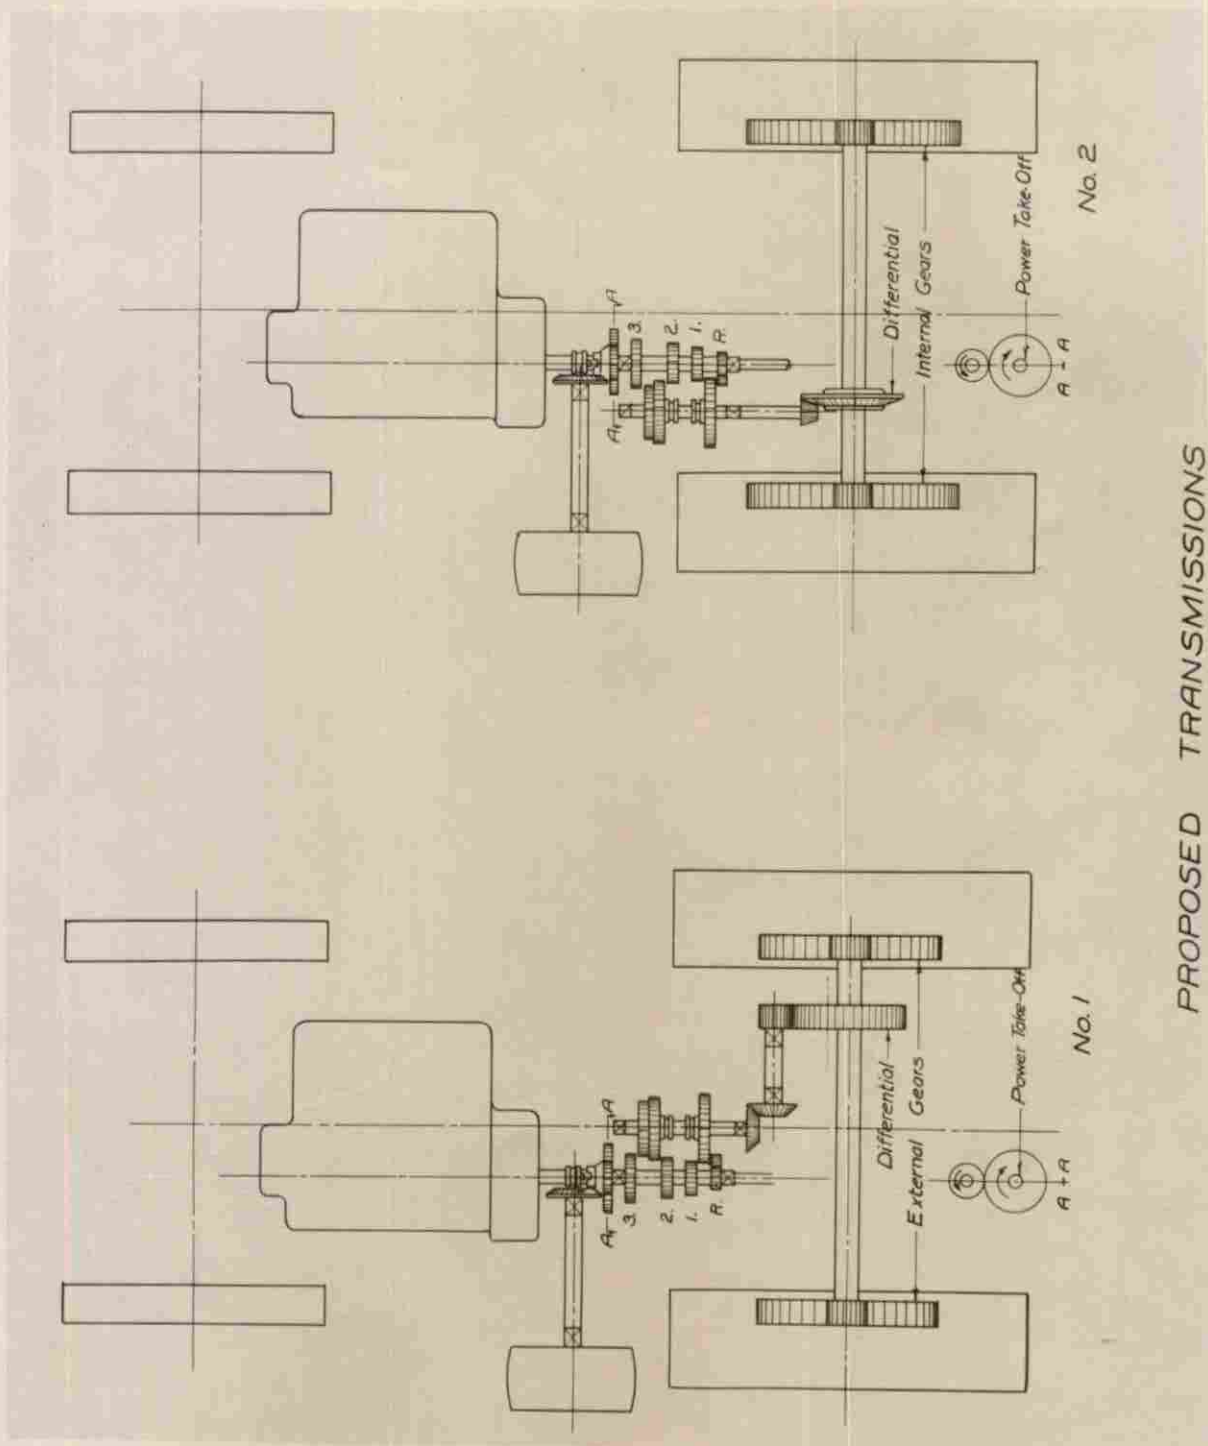 A
A
3.
2.
1.
R.
Differential
External Gears
Power Take-Off
A - A
No. 1
A
A
3.
2.
1.
R.
Differential
Internal Gears
Power Take-Off
A - A
No. 2
PROPOSED TRANSMISSIONS